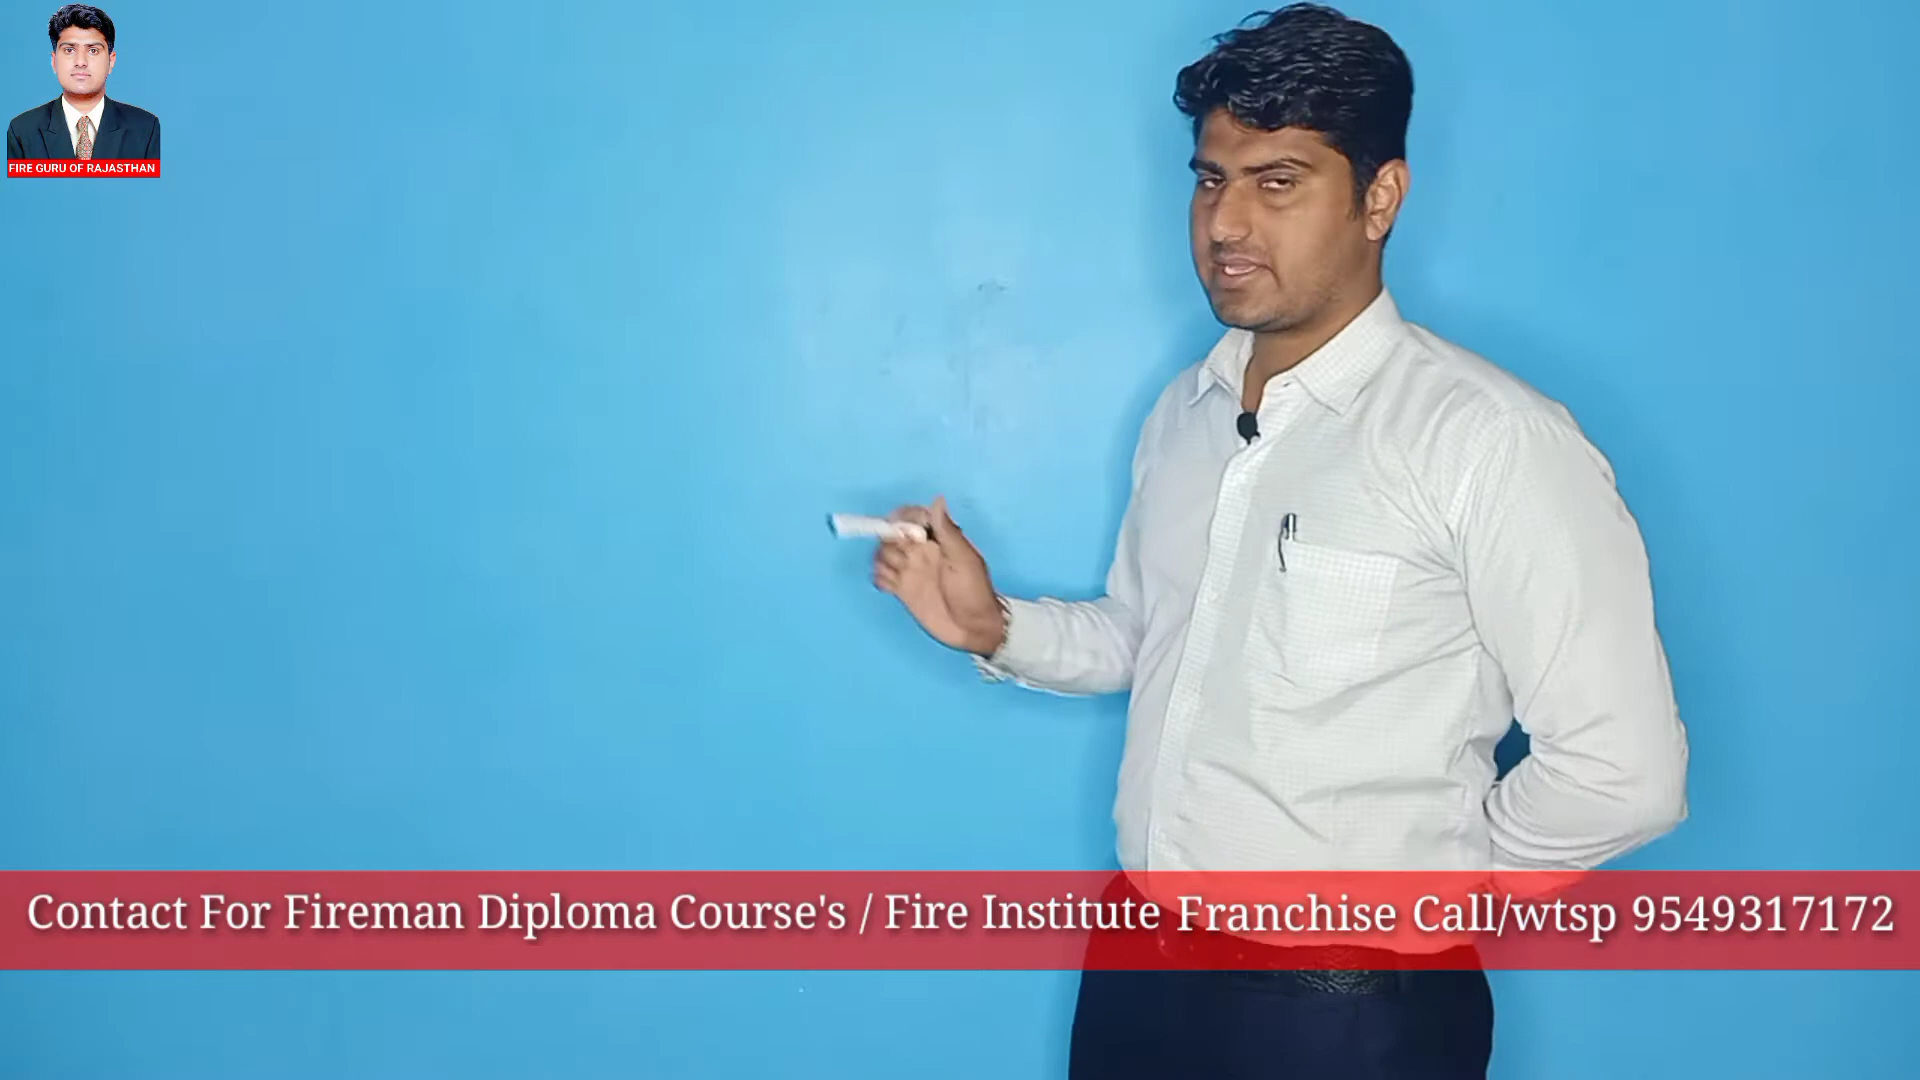 FIRE GURU OF RAJASTHAN
Contact For Fireman Diploma Course's / Fire Institute Franchise Call/wtsp 9549317172